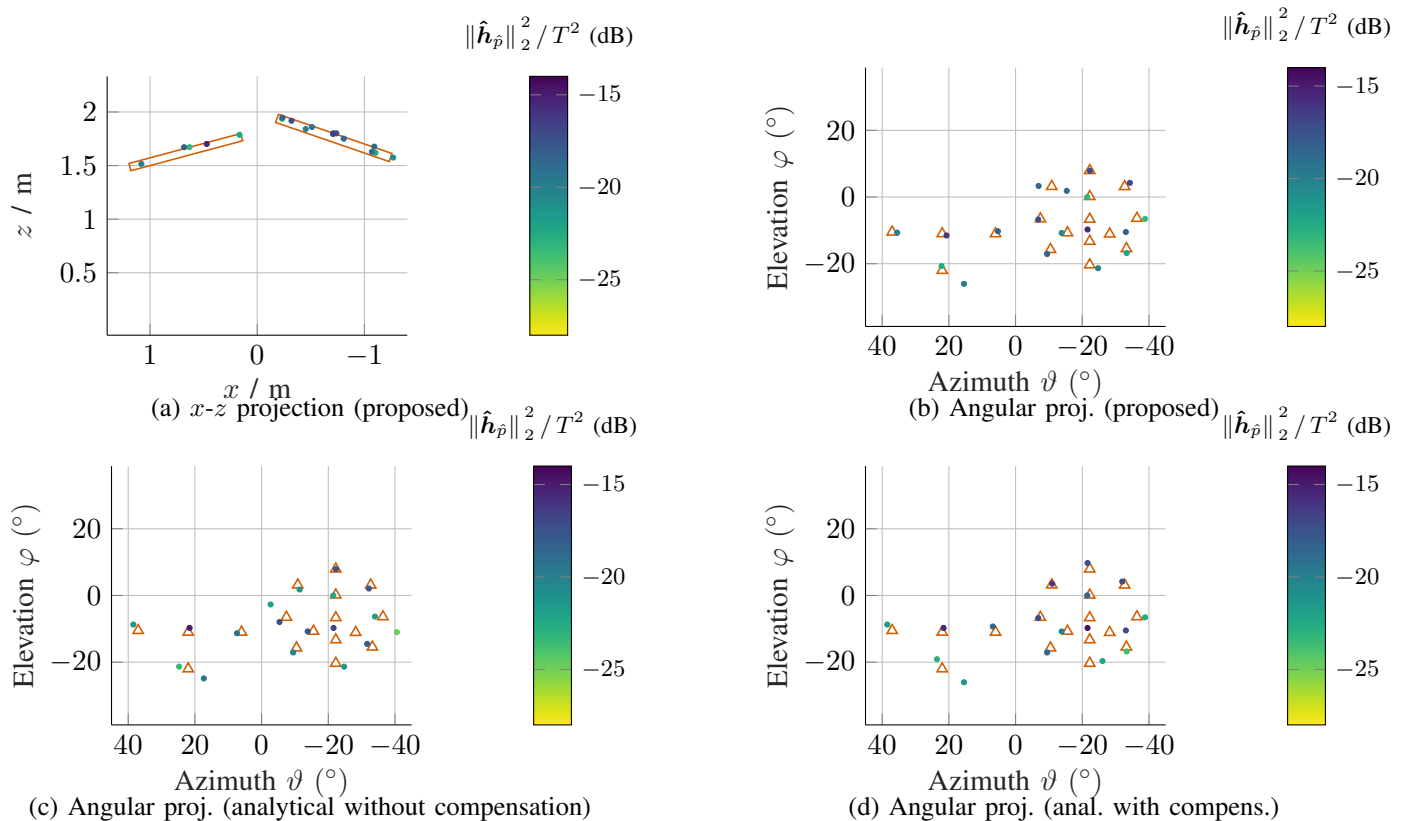 ‖ĥ_p̂‖₂² / T² (dB)
2
1.5
1
0.5
z / m
1 0 −1
x / m
−15
−20
−25
(a) x-z projection (proposed)
‖ĥ_p̂‖₂² / T² (dB)
20
0
−20
Elevation φ (°)
40 20 0 −20 −40
Azimuth ϑ (°)
−15
−20
−25
(b) Angular proj. (proposed)
‖ĥ_p̂‖₂² / T² (dB)
20
0
−20
Elevation φ (°)
40 20 0 −20 −40
Azimuth ϑ (°)
−15
−20
−25
(c) Angular proj. (analytical without compensation)
‖ĥ_p̂‖₂² / T² (dB)
20
0
−20
Elevation φ (°)
40 20 0 −20 −40
Azimuth ϑ (°)
−15
−20
−25
(d) Angular proj. (anal. with compens.)